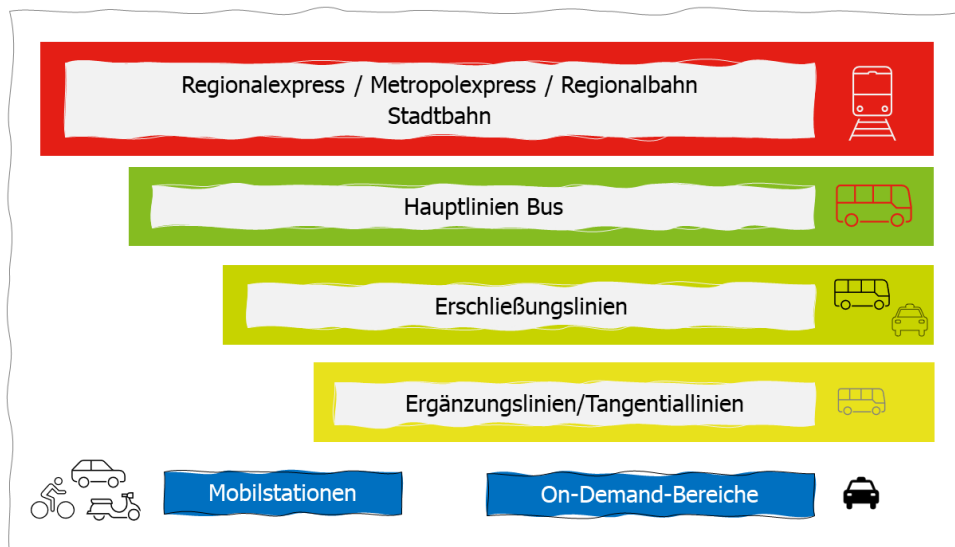 Regionalexpress / Metropolexpress / Regionalbahn
Stadtbahn
Hauptlinien Bus
Erschließungslinien
Ergänzungslinien/Tangentiallinien
Mobilstationen
On-Demand-Bereiche